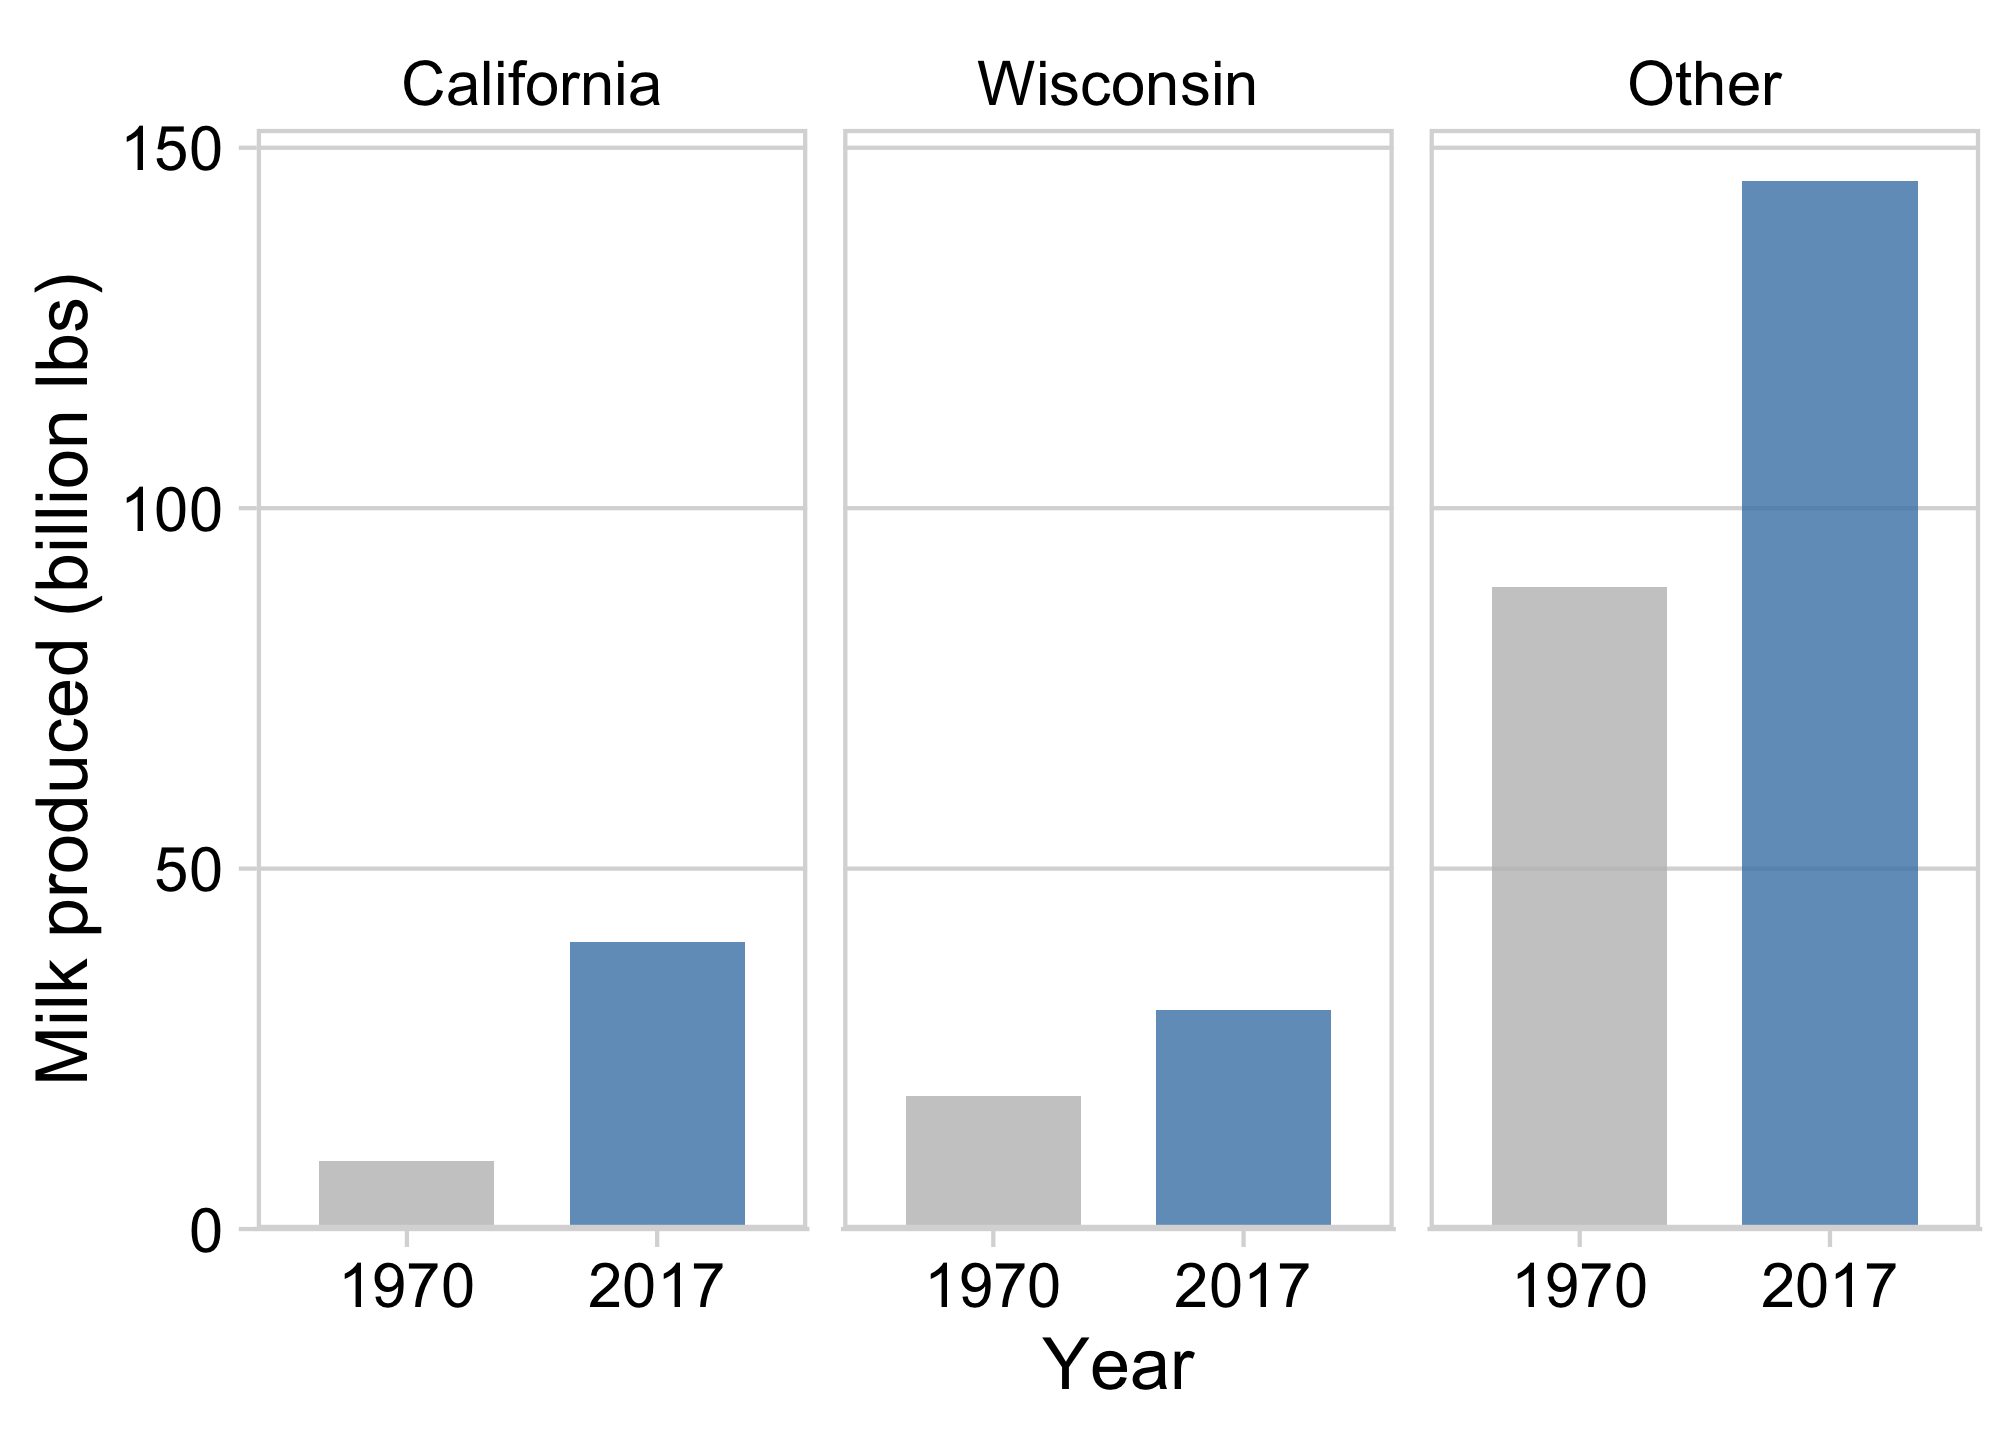 California Wisconsin Other
150
100
50
0
Milk produced (billion lbs)
1970 2017 1970 2017 1970 2017
Year